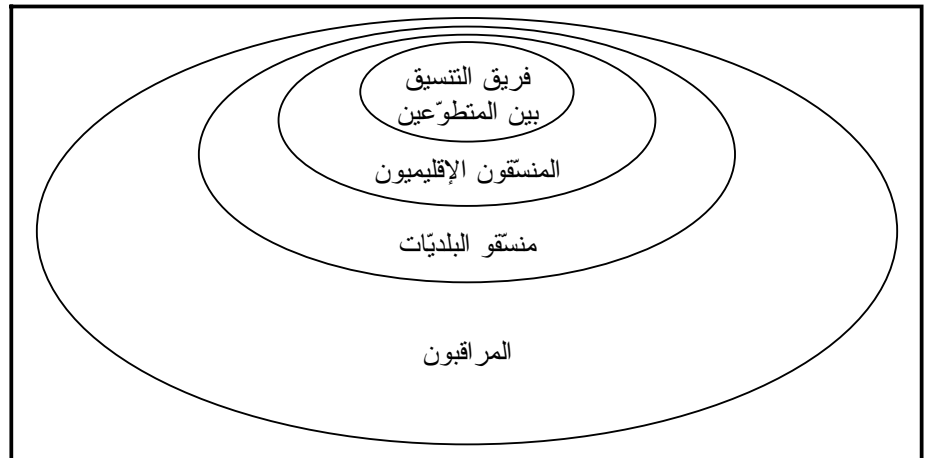 فريق التنسيق
بين المتطوّعين
المنسّقون الإقليميون
منسّقو البلديّات
المراقبون